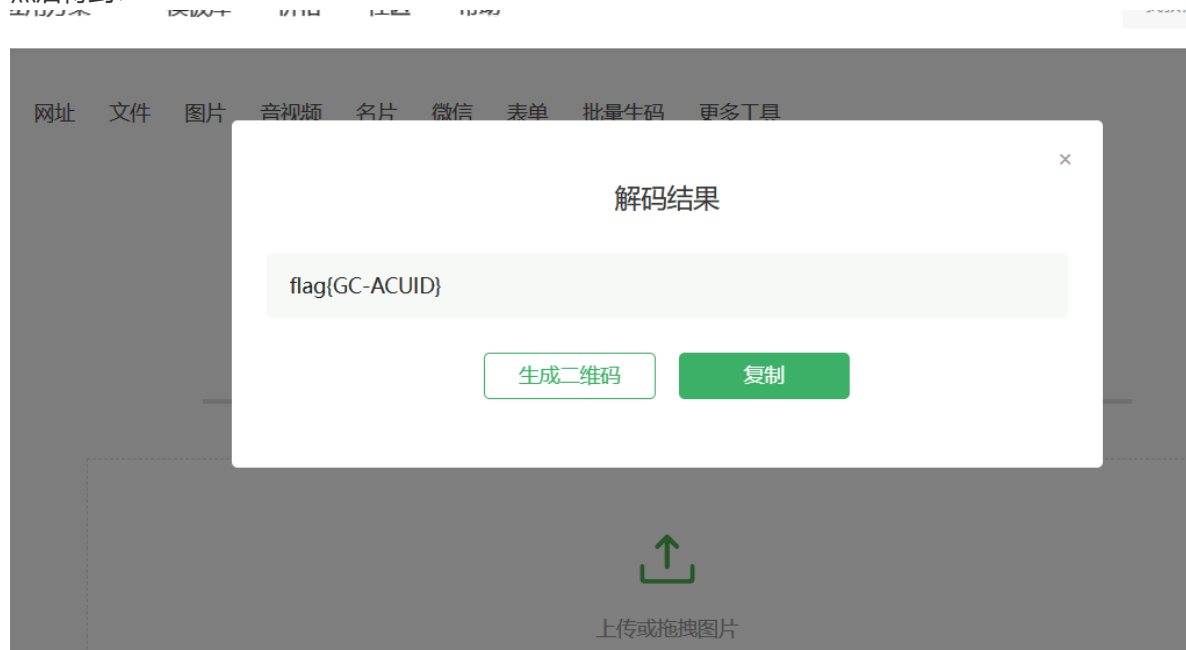 网址 文件 图片 音视频 名片 微信 表单 批量生码 更多工具
×
解码结果
flag{GC-ACUID}
生成二维码 复制
上传或拖拽图片